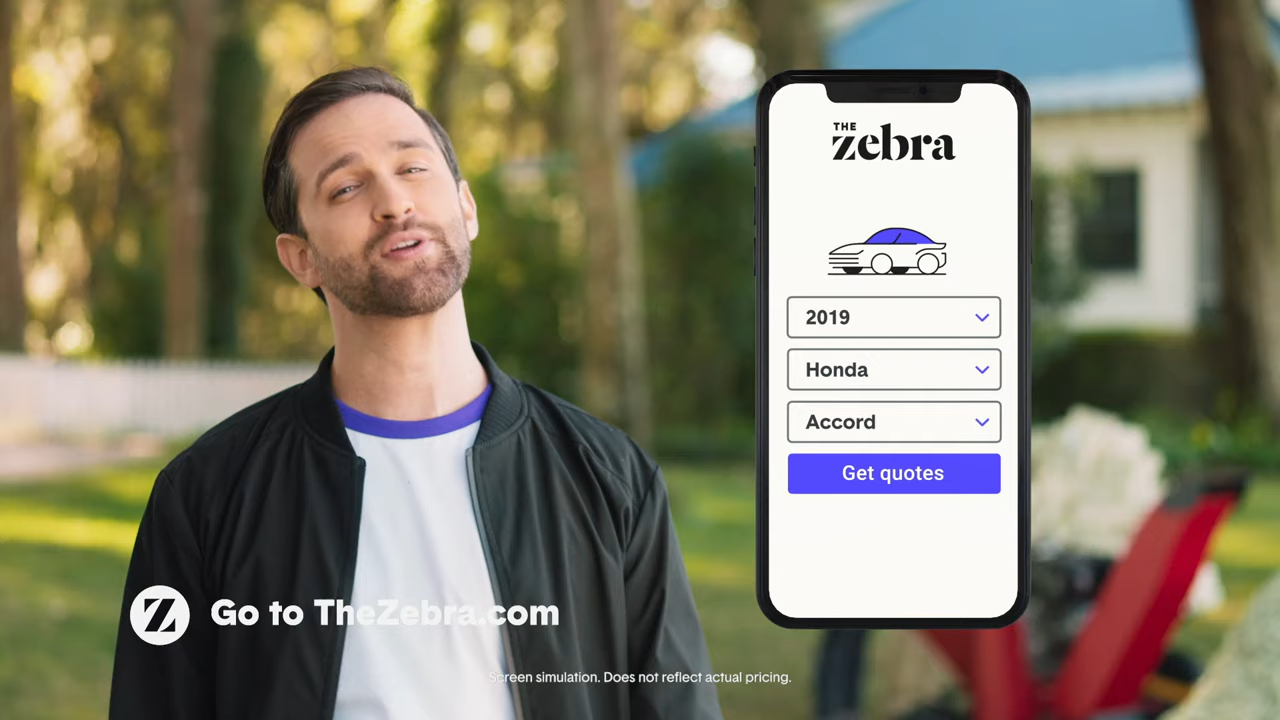 THE
zebra
2019
Honda
Accord
Get quotes
Z Go to TheZebra.com
Screen simulation. Does not reflect actual pricing.